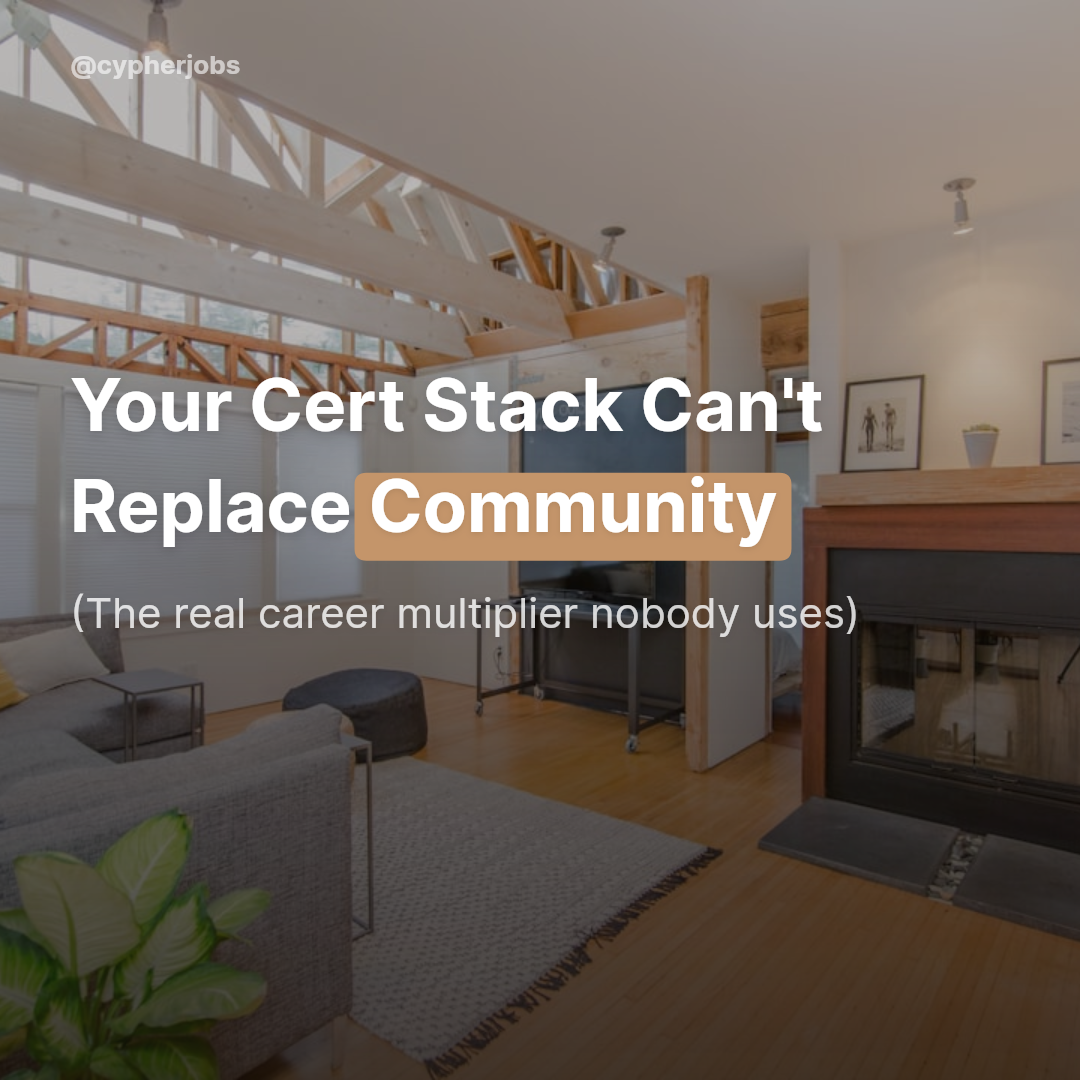 @cypherjobs
Your Cert Stack Can't
Replace Community
(The real career multiplier nobody uses)